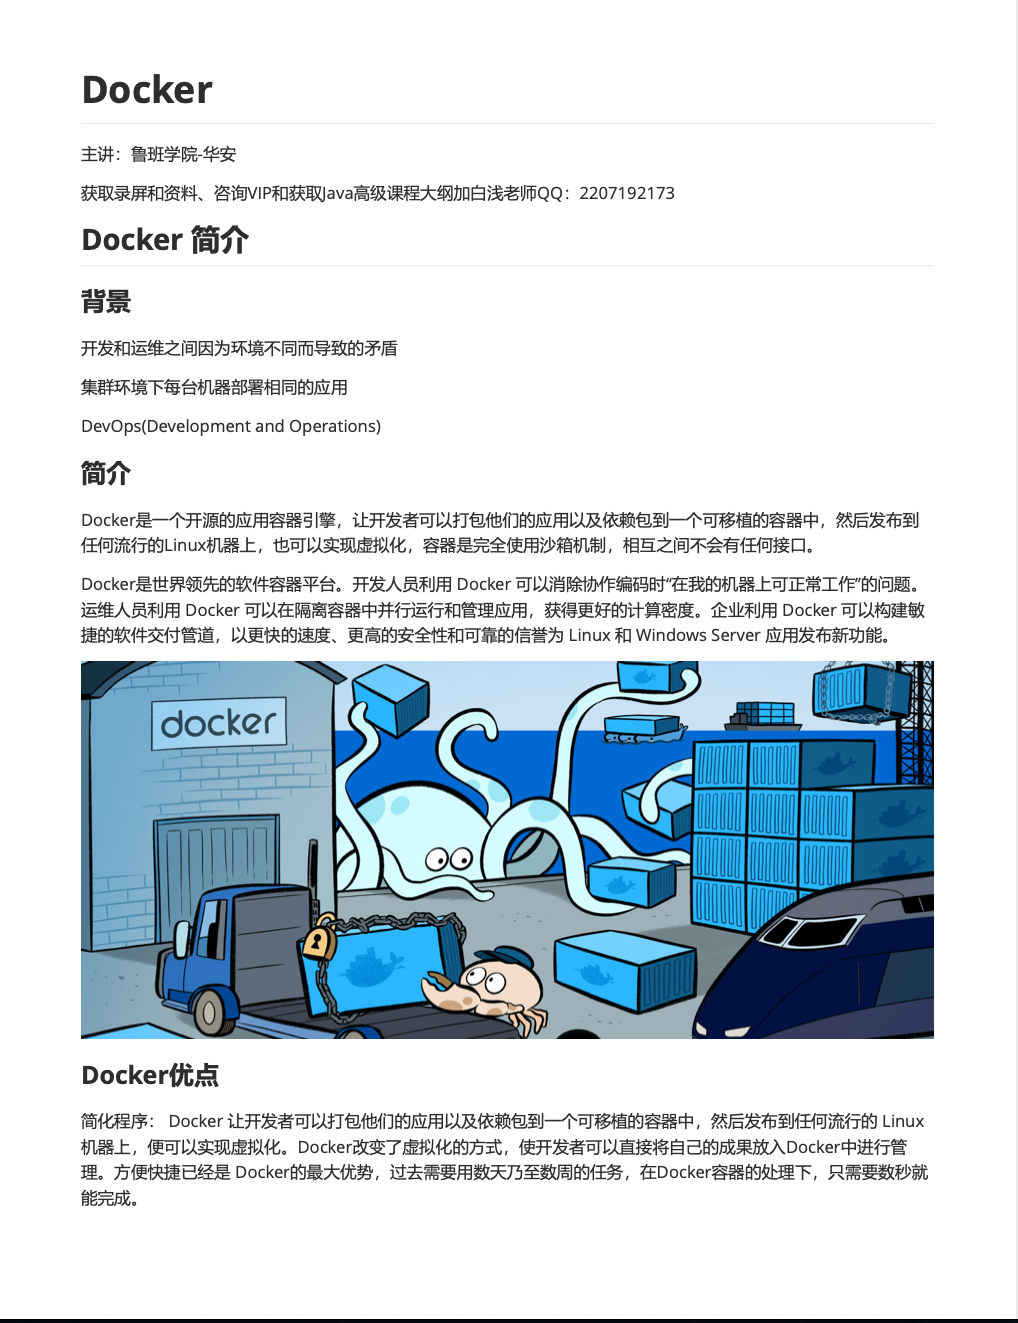 Docker
主讲：鲁班学院-华安
获取录屏和资料、咨询VIP和获取Java高级课程大纲加白浅老师QQ：2207192173
Docker 简介
背景
开发和运维之间因为环境不同而导致的矛盾
集群环境下每台机器部署相同的应用
DevOps(Development and Operations)
简介
Docker是一个开源的应用容器引擎，让开发者可以打包他们的应用以及依赖包到一个可移植的容器中，然后发布到
任何流行的Linux机器上，也可以实现虚拟化，容器是完全使用沙箱机制，相互之间不会有任何接口。
Docker是世界领先的软件容器平台。开发人员利用 Docker 可以消除协作编码时“在我的机器上可正常工作”的问题。
运维人员利用 Docker 可以在隔离容器中并行运行和管理应用，获得更好的计算密度。企业利用 Docker 可以构建敏
捷的软件交付管道，以更快的速度、更高的安全性和可靠的信誉为 Linux 和 Windows Server 应用发布新功能。
docker
Docker优点
简化程序： Docker 让开发者可以打包他们的应用以及依赖包到一个可移植的容器中，然后发布到任何流行的 Linux
机器上，便可以实现虚拟化。Docker改变了虚拟化的方式，使开发者可以直接将自己的成果放入Docker中进行管
理。方便快捷已经是 Docker的最大优势，过去需要用数天乃至数周的任务，在Docker容器的处理下，只需要数秒就
能完成。